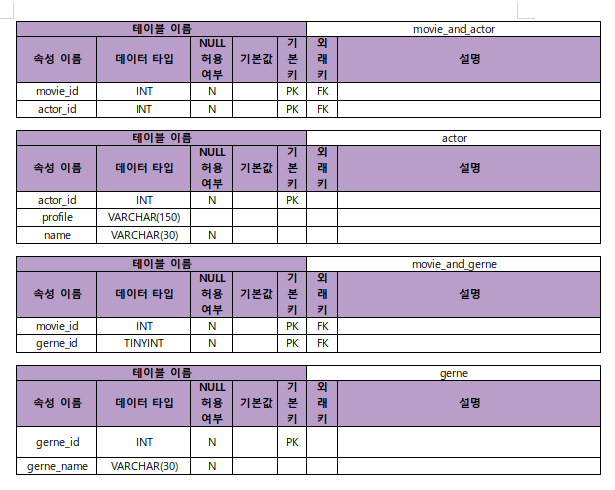 테이블 이름 movie_and_actor
속성 이름 데이터 타입 NULL 허용 여부 기본값 기본키 외래키 설명
movie_id INT N PK FK
actor_id INT N PK FK
테이블 이름 actor
속성 이름 데이터 타입 NULL 허용 여부 기본값 기본키 외래키 설명
actor_id INT N PK
profile VARCHAR(150)
name VARCHAR(30) N
테이블 이름 movie_and_gerne
속성 이름 데이터 타입 NULL 허용 여부 기본값 기본키 외래키 설명
movie_id INT N PK FK
gerne_id TINYINT N PK FK
테이블 이름 gerne
속성 이름 데이터 타입 NULL 허용 여부 기본값 기본키 외래키 설명
gerne_id INT N PK
gerne_name VARCHAR(30) N